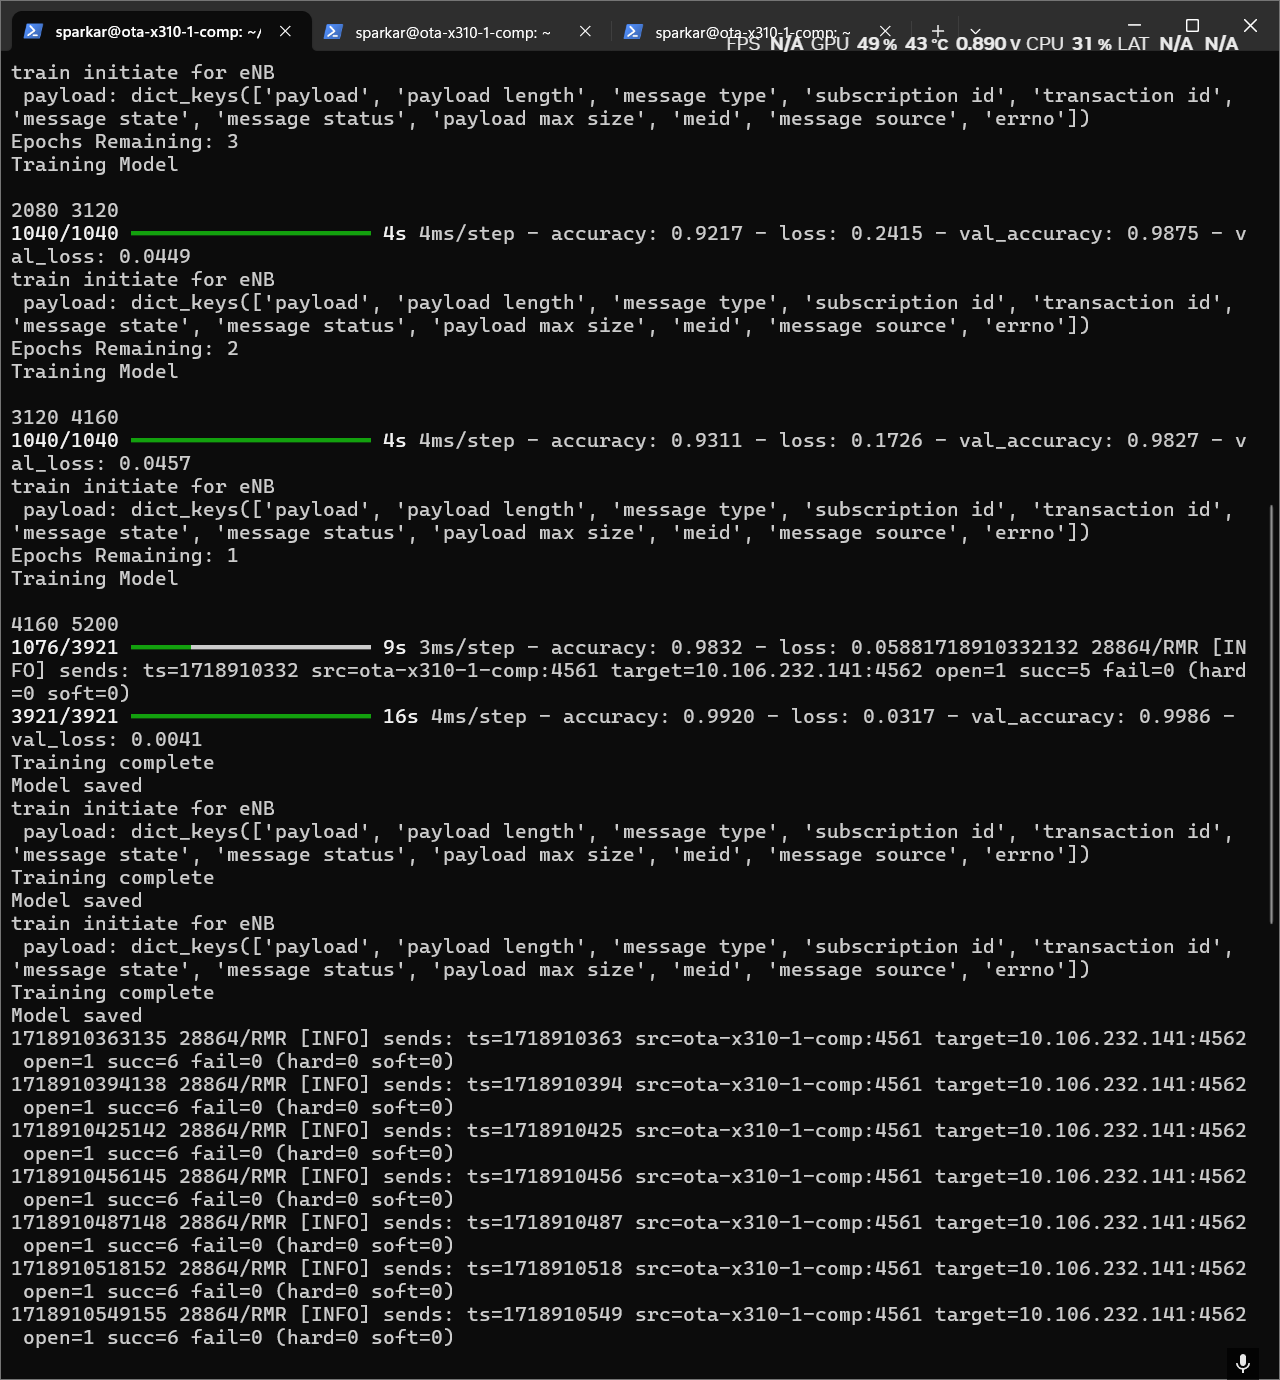 sparkar@ota-x310-1-comp: ~/
sparkar@ota-x310-1-comp: ~
sparkar@ota-x310-1-comp: ~
FPS N/A GPU 49 % 43 °C 0.890 V CPU 31 % LAT N/A N/A
train initiate for eNB
 payload: dict_keys(['payload', 'payload length', 'message type', 'subscription id', 'transaction id',
'message state', 'message status', 'payload max size', 'meid', 'message source', 'errno'])
Epochs Remaining: 3
Training Model
2080 3120
1040/1040 4s 4ms/step - accuracy: 0.9217 - loss: 0.2415 - val_accuracy: 0.9875 - v
al_loss: 0.0449
train initiate for eNB
 payload: dict_keys(['payload', 'payload length', 'message type', 'subscription id', 'transaction id',
'message state', 'message status', 'payload max size', 'meid', 'message source', 'errno'])
Epochs Remaining: 2
Training Model
3120 4160
1040/1040 4s 4ms/step - accuracy: 0.9311 - loss: 0.1726 - val_accuracy: 0.9827 - v
al_loss: 0.0457
train initiate for eNB
 payload: dict_keys(['payload', 'payload length', 'message type', 'subscription id', 'transaction id',
'message state', 'message status', 'payload max size', 'meid', 'message source', 'errno'])
Epochs Remaining: 1
Training Model
4160 5200
1076/3921 9s 3ms/step - accuracy: 0.9832 - loss: 0.05881718910332132 28864/RMR [IN
FO] sends: ts=1718910332 src=ota-x310-1-comp:4561 target=10.106.232.141:4562 open=1 succ=5 fail=0 (hard
=0 soft=0)
3921/3921 16s 4ms/step - accuracy: 0.9920 - loss: 0.0317 - val_accuracy: 0.9986 -
val_loss: 0.0041
Training complete
Model saved
train initiate for eNB
 payload: dict_keys(['payload', 'payload length', 'message type', 'subscription id', 'transaction id',
'message state', 'message status', 'payload max size', 'meid', 'message source', 'errno'])
Training complete
Model saved
train initiate for eNB
 payload: dict_keys(['payload', 'payload length', 'message type', 'subscription id', 'transaction id',
'message state', 'message status', 'payload max size', 'meid', 'message source', 'errno'])
Training complete
Model saved
1718910363135 28864/RMR [INFO] sends: ts=1718910363 src=ota-x310-1-comp:4561 target=10.106.232.141:4562
 open=1 succ=6 fail=0 (hard=0 soft=0)
1718910394138 28864/RMR [INFO] sends: ts=1718910394 src=ota-x310-1-comp:4561 target=10.106.232.141:4562
 open=1 succ=6 fail=0 (hard=0 soft=0)
1718910425142 28864/RMR [INFO] sends: ts=1718910425 src=ota-x310-1-comp:4561 target=10.106.232.141:4562
 open=1 succ=6 fail=0 (hard=0 soft=0)
1718910456145 28864/RMR [INFO] sends: ts=1718910456 src=ota-x310-1-comp:4561 target=10.106.232.141:4562
 open=1 succ=6 fail=0 (hard=0 soft=0)
1718910487148 28864/RMR [INFO] sends: ts=1718910487 src=ota-x310-1-comp:4561 target=10.106.232.141:4562
 open=1 succ=6 fail=0 (hard=0 soft=0)
1718910518152 28864/RMR [INFO] sends: ts=1718910518 src=ota-x310-1-comp:4561 target=10.106.232.141:4562
 open=1 succ=6 fail=0 (hard=0 soft=0)
1718910549155 28864/RMR [INFO] sends: ts=1718910549 src=ota-x310-1-comp:4561 target=10.106.232.141:4562
 open=1 succ=6 fail=0 (hard=0 soft=0)